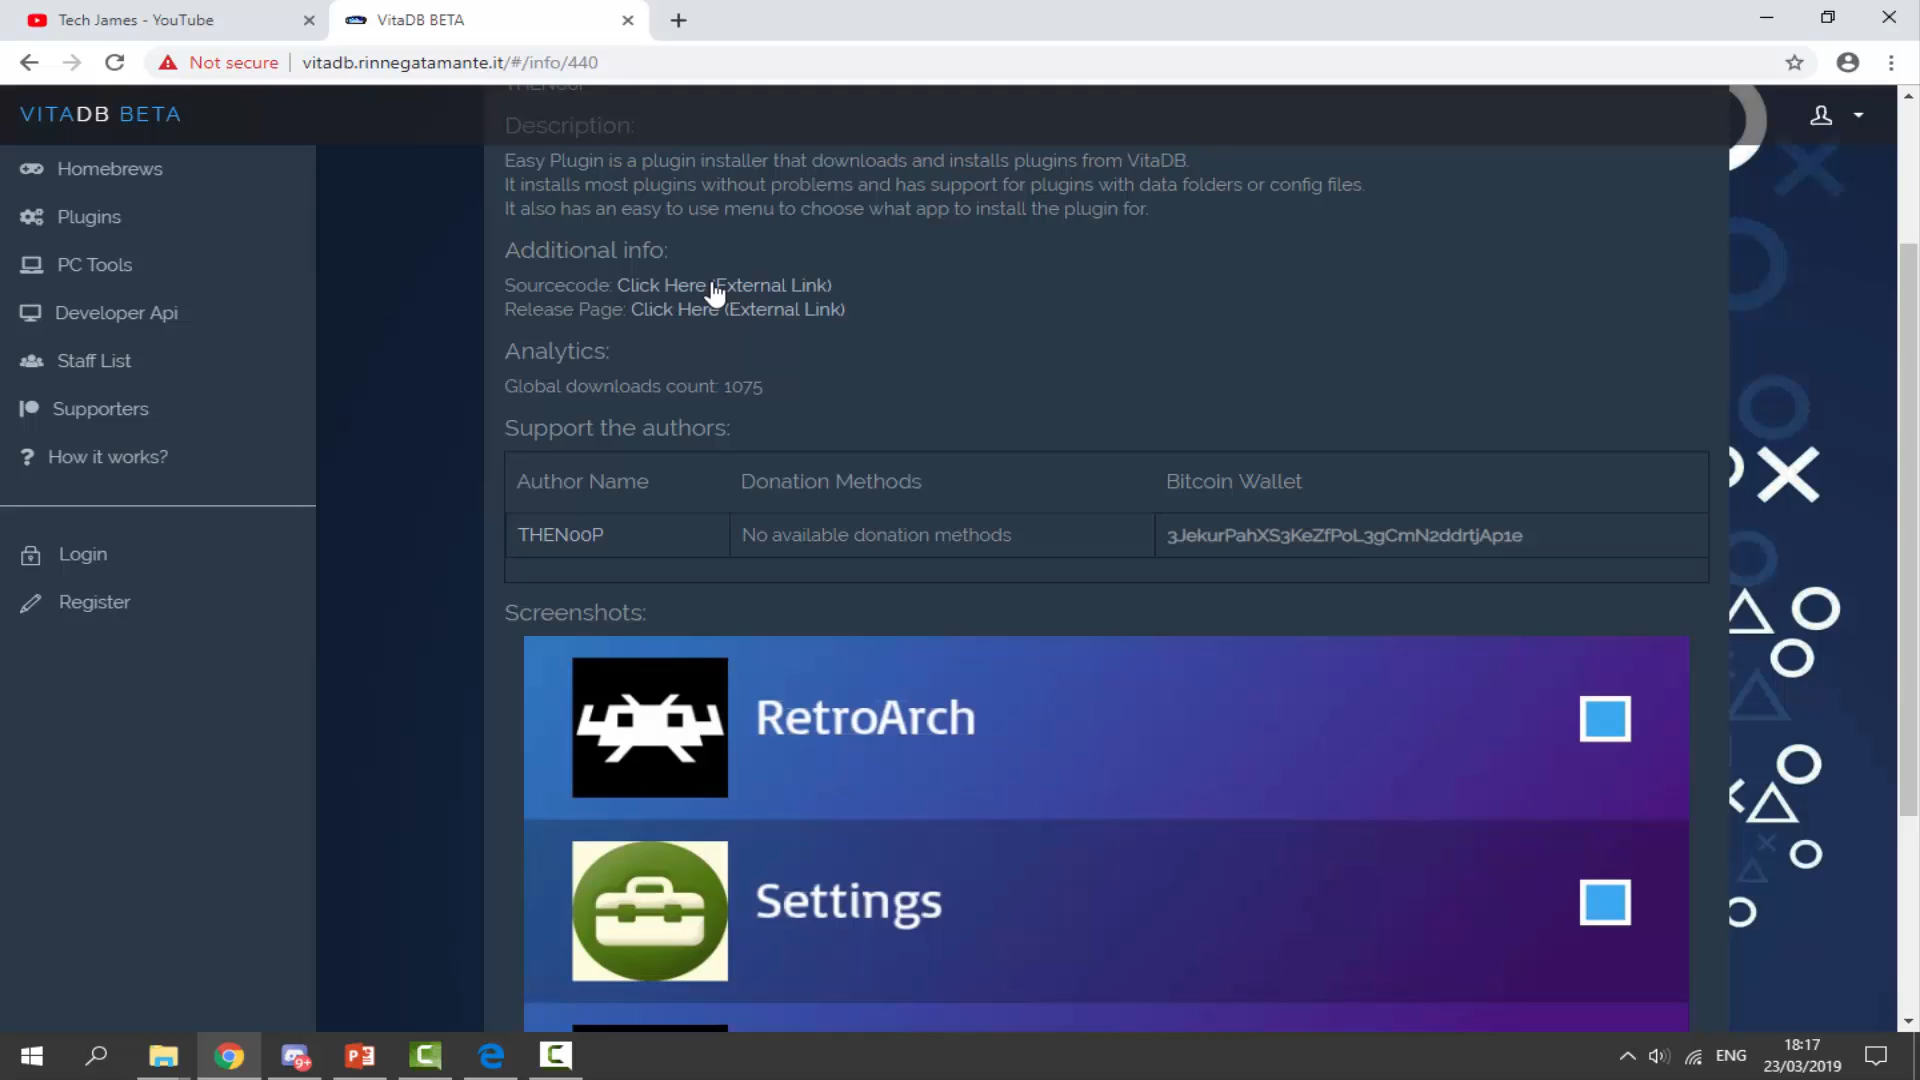 Tech James - YouTube
VitaDB BETA
Not secure
vitadb.rinnegatamante.it/#/info/440
VITADB BETA
Homebrews
Plugins
PC Tools
Developer Api
Staff List
Supporters
How it works?
Login
Register
THENooP
Description:
Easy Plugin is a plugin installer that downloads and installs plugins from VitaDB.
It installs most plugins without problems and has support for plugins with data folders or config files.
It also has an easy to use menu to choose what app to install the plugin for.
Additional info:
Sourcecode: Click Here (External Link)
Release Page: Click Here (External Link)
Analytics:
Global downloads count: 1075
Support the authors:
Author Name Donation Methods Bitcoin Wallet
THENooP No available donation methods 3JekurPahXS3KeZfPoL3gCmN2ddrtjAp1e
Screenshots:
RetroArch
Settings
9+
ENG
18:17
23/03/2019